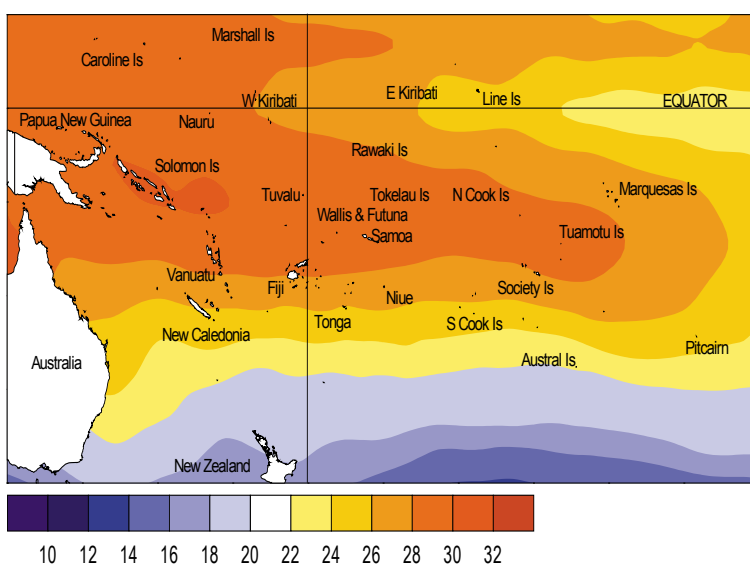 Marshall Is
Caroline Is
W Kiribati
E Kiribati
Line Is
EQUATOR
Papua New Guinea
Nauru
Rawaki Is
Solomon Is
Tuvalu
Tokelau Is
N Cook Is
Marquesas Is
Wallis & Futuna
Samoa
Tuamotu Is
Vanuatu
Fiji
Niue
Society Is
New Caledonia
Tonga
S Cook Is
Australia
Austral Is
Pitcairn
New Zealand
10 12 14 16 18 20 22 24 26 28 30 32